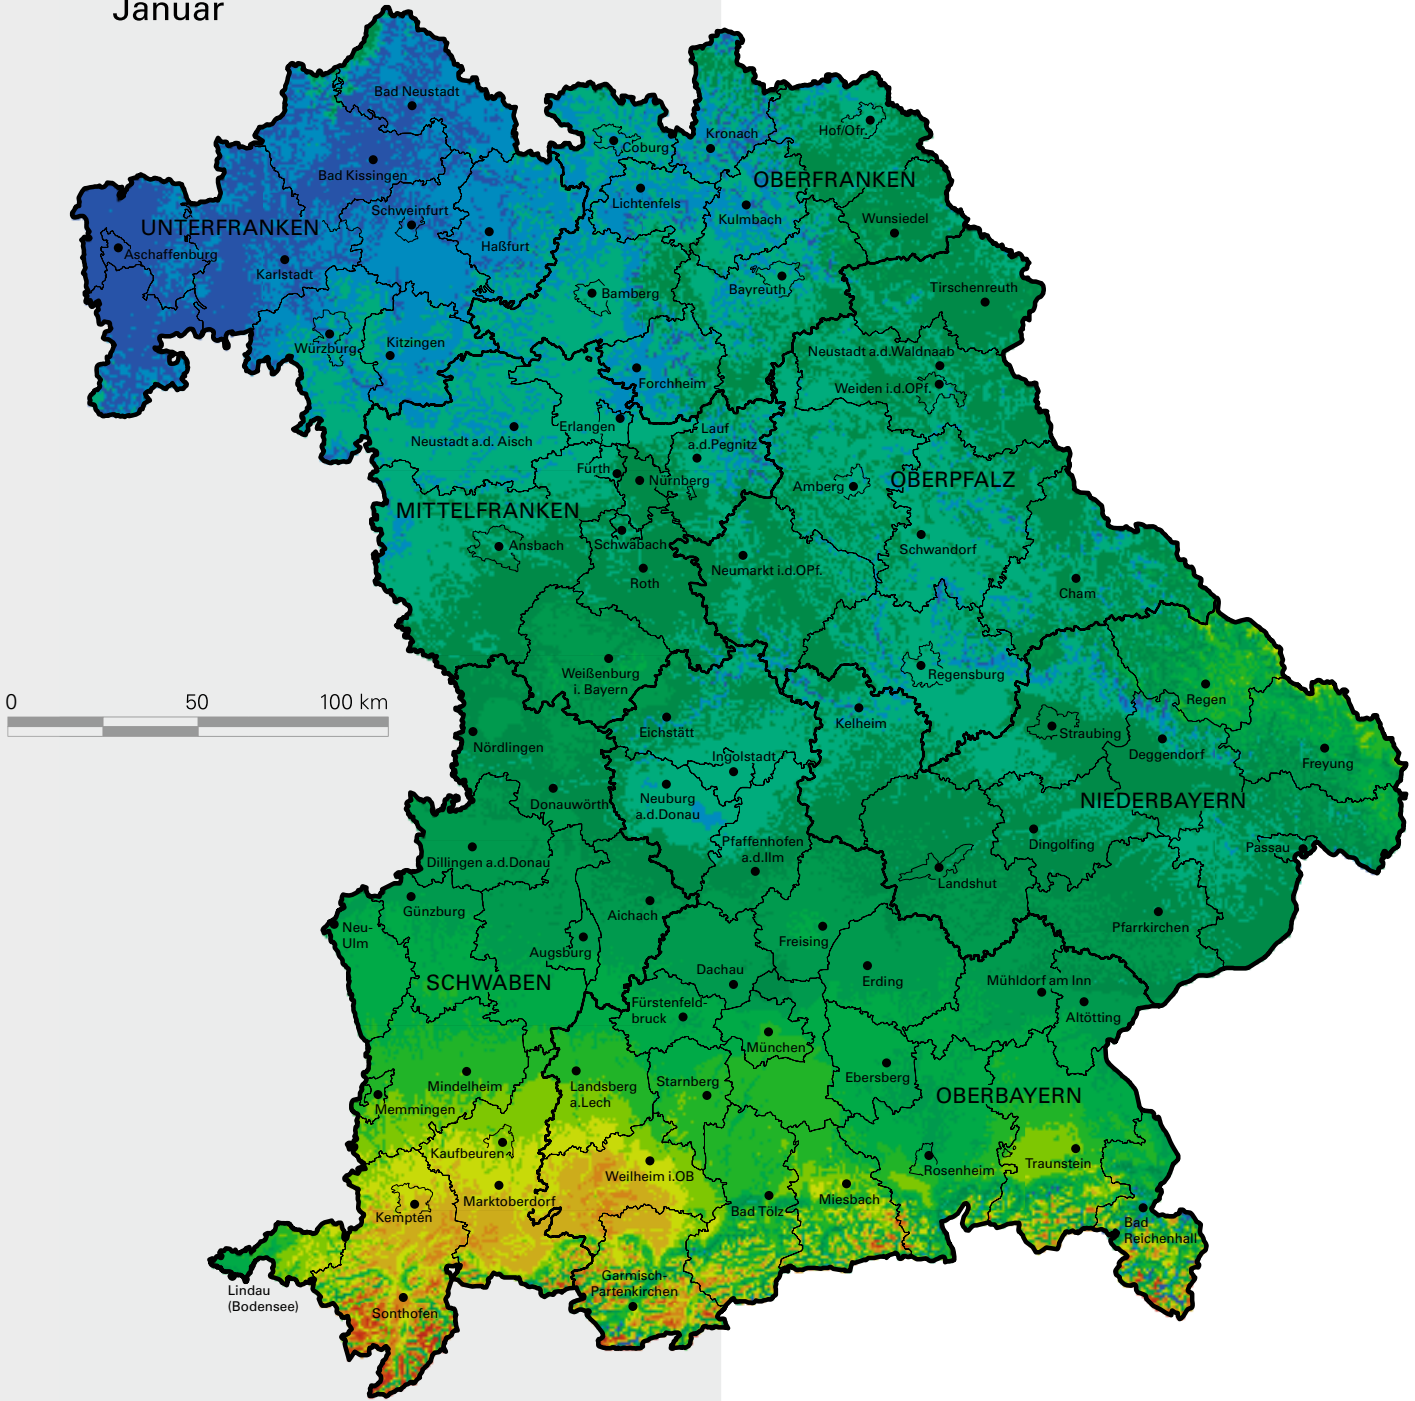 Januar
Bad Neustadt
Coburg
Kronach
Hof/Ofr.
Bad Kissingen
OBERFRANKEN
Lichtenfels
Kulmbach
Wunsiedel
Schweinfurt
UNTERFRANKEN
Haßfurt
Aschaffenburg
Karlstadt
Bamberg
Bayreuth
Tirschenreuth
Würzburg
Kitzingen
Neustadt a.d.Waldnaab
Forchheim
Weiden i.d.OPf.
Neustadt a.d. Aisch
Erlangen
Lauf
a.d.Pegnitz
Fürth
Nürnberg
Amberg
OBERPFALZ
MITTELFRANKEN
Ansbach
Schwabach
Schwandorf
Roth
Neumarkt i.d.OPf.
Cham
Weißenburg
i. Bayern
Regensburg
Regen
0 50 100 km
Eichstätt
Kelheim
Straubing
Nördlingen
Deggendorf
Ingolstadt
Freyung
Donauwörth
Neuburg
a.d.Donau
NIEDERBAYERN
Pfaffenhofen
a.d.Ilm
Dingolfing
Passau
Dillingen a.d.Donau
Landshut
Günzburg
Aichach
Neu-
Ulm
Augsburg
Freising
Pfarrkirchen
SCHWABEN
Dachau
Erding
Mühldorf am Inn
Fürstenfeld-
bruck
Altötting
München
Mindelheim
Landsberg
a.Lech
Starnberg
Ebersberg
OBERBAYERN
Memmingen
Kaufbeuren
Weilheim i.OB
Rosenheim
Traunstein
Marktoberdorf
Miesbach
Kempten
Bad Tölz
Bad
Reichenhall
Lindau
(Bodensee)
Garmisch-
Partenkirchen
Sonthofen